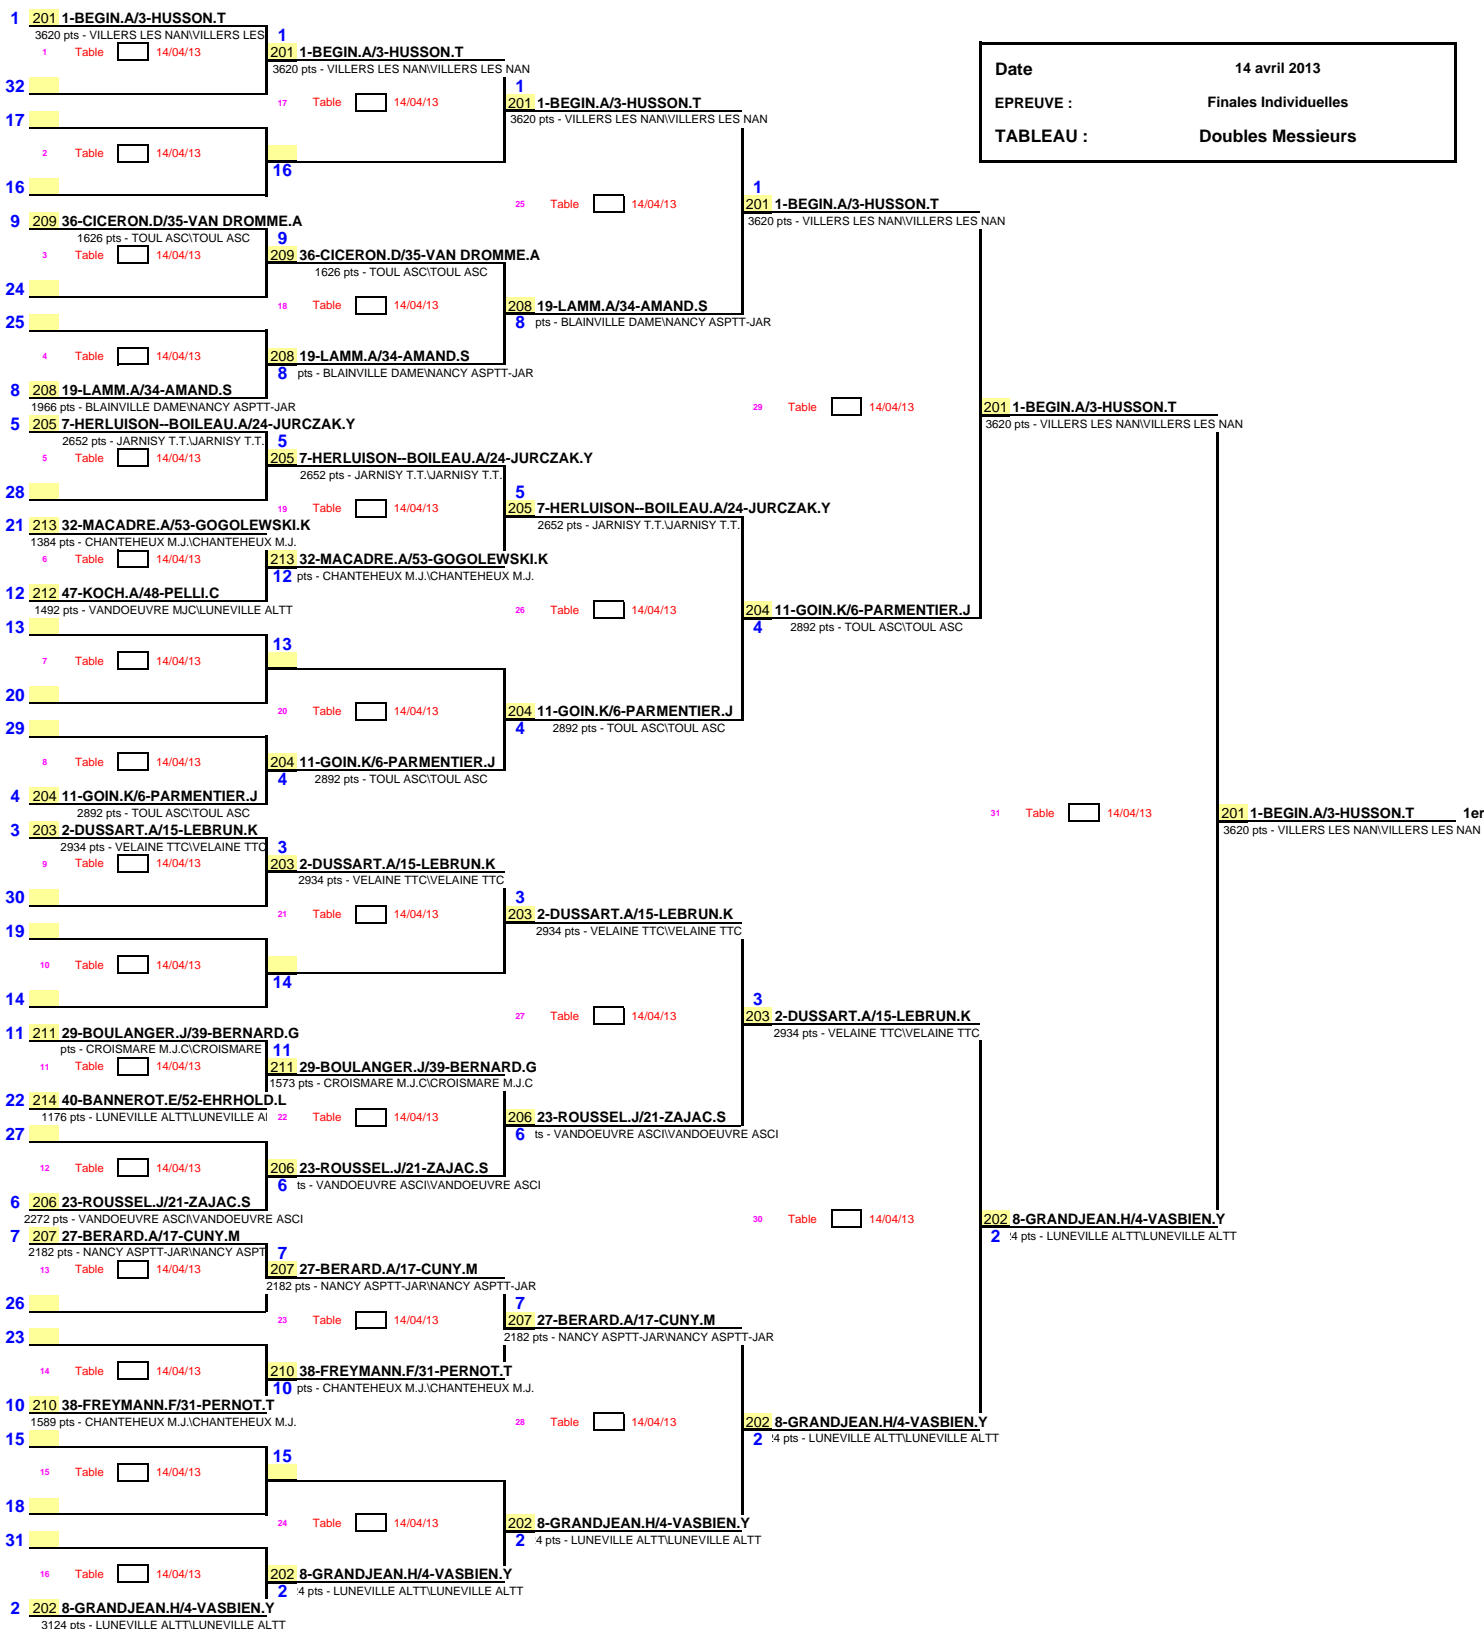 Date 14 avril 2013
EPREUVE : Finales Individuelles
TABLEAU : Doubles Messieurs
1 201 1-BEGIN.A/3-HUSSON.T
3620 pts - VILLERS LES NAN\VILLERS LES
1 Table 14/04/13
32
17
2 Table 14/04/13
16
9 209 36-CICERON.D/35-VAN DROMME.A
1626 pts - TOUL ASC\TOUL ASC
3 Table 14/04/13
24
25
4 Table 14/04/13
8 208 19-LAMM.A/34-AMAND.S
1966 pts - BLAINVILLE DAME\NANCY ASPTT-JAR
5 205 7-HERLUISON--BOILEAU.A/24-JURCZAK.Y
2652 pts - JARNISY T.T.\JARNISY T.T.
5 Table 14/04/13
28
21 213 32-MACADRE.A/53-GOGOLEWSKI.K
1384 pts - CHANTEHEUX M.J.\CHANTEHEUX M.J.
6 Table 14/04/13
12 212 47-KOCH.A/48-PELLI.C
1492 pts - VANDOEUVRE MJC\LUNEVILLE ALTT
13
7 Table 14/04/13
20
29
8 Table 14/04/13
4 204 11-GOIN.K/6-PARMENTIER.J
2892 pts - TOUL ASC\TOUL ASC
3 203 2-DUSSART.A/15-LEBRUN.K
2934 pts - VELAINE TTC\VELAINE TTC
9 Table 14/04/13
30
19
10 Table 14/04/13
14
11 211 29-BOULANGER.J/39-BERNARD.G
pts - CROISMARE M.J.C\CROISMARE
11 Table 14/04/13
22 214 40-BANNEROT.E/52-EHRHOLD.L
1176 pts - LUNEVILLE ALTT\LUNEVILLE Al
27
12 Table 14/04/13
6 206 23-ROUSSEL.J/21-ZAJAC.S
2272 pts - VANDOEUVRE ASCI\VANDOEUVRE ASCI
7 207 27-BERARD.A/17-CUNY.M
2182 pts - NANCY ASPTT-JAR\NANCY ASPT
13 Table 14/04/13
26
23
14 Table 14/04/13
10 210 38-FREYMANN.F/31-PERNOT.T
1589 pts - CHANTEHEUX M.J.\CHANTEHEUX M.J.
15
15 Table 14/04/13
18
31
16 Table 14/04/13
2 202 8-GRANDJEAN.H/4-VASBIEN.Y
3124 pts - LUNEVILLE ALTT\LUNEVILLE ALTT
1
201 1-BEGIN.A/3-HUSSON.T
3620 pts - VILLERS LES NAN\VILLERS LES NAN
17 Table 14/04/13
16
9
209 36-CICERON.D/35-VAN DROMME.A
1626 pts - TOUL ASC\TOUL ASC
18 Table 14/04/13
208 19-LAMM.A/34-AMAND.S
8 pts - BLAINVILLE DAME\NANCY ASPTT-JAR
5
205 7-HERLUISON--BOILEAU.A/24-JURCZAK.Y
2652 pts - JARNISY T.T.\JARNISY T.T.
19 Table 14/04/13
213 32-MACADRE.A/53-GOGOLEWSKI.K
12 pts - CHANTEHEUX M.J.\CHANTEHEUX M.J.
13
20 Table 14/04/13
204 11-GOIN.K/6-PARMENTIER.J
4 2892 pts - TOUL ASC\TOUL ASC
3
203 2-DUSSART.A/15-LEBRUN.K
2934 pts - VELAINE TTC\VELAINE TTC
21 Table 14/04/13
14
11
211 29-BOULANGER.J/39-BERNARD.G
1573 pts - CROISMARE M.J.C\CROISMARE M.J.C
22 Table 14/04/13
206 23-ROUSSEL.J/21-ZAJAC.S
6 ts - VANDOEUVRE ASCI\VANDOEUVRE ASCI
7
207 27-BERARD.A/17-CUNY.M
2182 pts - NANCY ASPTT-JAR\NANCY ASPTT-JAR
23 Table 14/04/13
210 38-FREYMANN.F/31-PERNOT.T
10 pts - CHANTEHEUX M.J.\CHANTEHEUX M.J.
15
24 Table 14/04/13
202 8-GRANDJEAN.H/4-VASBIEN.Y
2 4 pts - LUNEVILLE ALTT\LUNEVILLE ALTT
1
201 1-BEGIN.A/3-HUSSON.T
3620 pts - VILLERS LES NAN\VILLERS LES NAN
25 Table 14/04/13
208 19-LAMM.A/34-AMAND.S
8 pts - BLAINVILLE DAME\NANCY ASPTT-JAR
5
205 7-HERLUISON--BOILEAU.A/24-JURCZAK.Y
2652 pts - JARNISY T.T.\JARNISY T.T.
26 Table 14/04/13
204 11-GOIN.K/6-PARMENTIER.J
4 2892 pts - TOUL ASC\TOUL ASC
3
203 2-DUSSART.A/15-LEBRUN.K
2934 pts - VELAINE TTC\VELAINE TTC
27 Table 14/04/13
206 23-ROUSSEL.J/21-ZAJAC.S
6 ts - VANDOEUVRE ASCI\VANDOEUVRE ASCI
7
207 27-BERARD.A/17-CUNY.M
2182 pts - NANCY ASPTT-JAR\NANCY ASPTT-JAR
28 Table 14/04/13
202 8-GRANDJEAN.H/4-VASBIEN.Y
2 4 pts - LUNEVILLE ALTT\LUNEVILLE ALTT
1
201 1-BEGIN.A/3-HUSSON.T
3620 pts - VILLERS LES NAN\VILLERS LES NAN
29 Table 14/04/13
204 11-GOIN.K/6-PARMENTIER.J
4 2892 pts - TOUL ASC\TOUL ASC
3
203 2-DUSSART.A/15-LEBRUN.K
2934 pts - VELAINE TTC\VELAINE TTC
30 Table 14/04/13
202 8-GRANDJEAN.H/4-VASBIEN.Y
2 24 pts - LUNEVILLE ALTT\LUNEVILLE ALTT
201 1-BEGIN.A/3-HUSSON.T
3620 pts - VILLERS LES NAN\VILLERS LES NAN
31 Table 14/04/13
202 8-GRANDJEAN.H/4-VASBIEN.Y
2 24 pts - LUNEVILLE ALTT\LUNEVILLE ALTT
201 1-BEGIN.A/3-HUSSON.T 1er
3620 pts - VILLERS LES NAN\VILLERS LES NAN